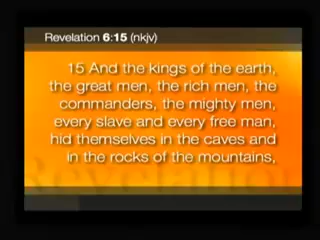 Revelation 6:15 (nkjv)
15 And the kings of the earth,
the great men, the rich men, the
commanders, the mighty men,
every slave and every free man,
hid themselves in the caves and
in the rocks of the mountains,
Revelation